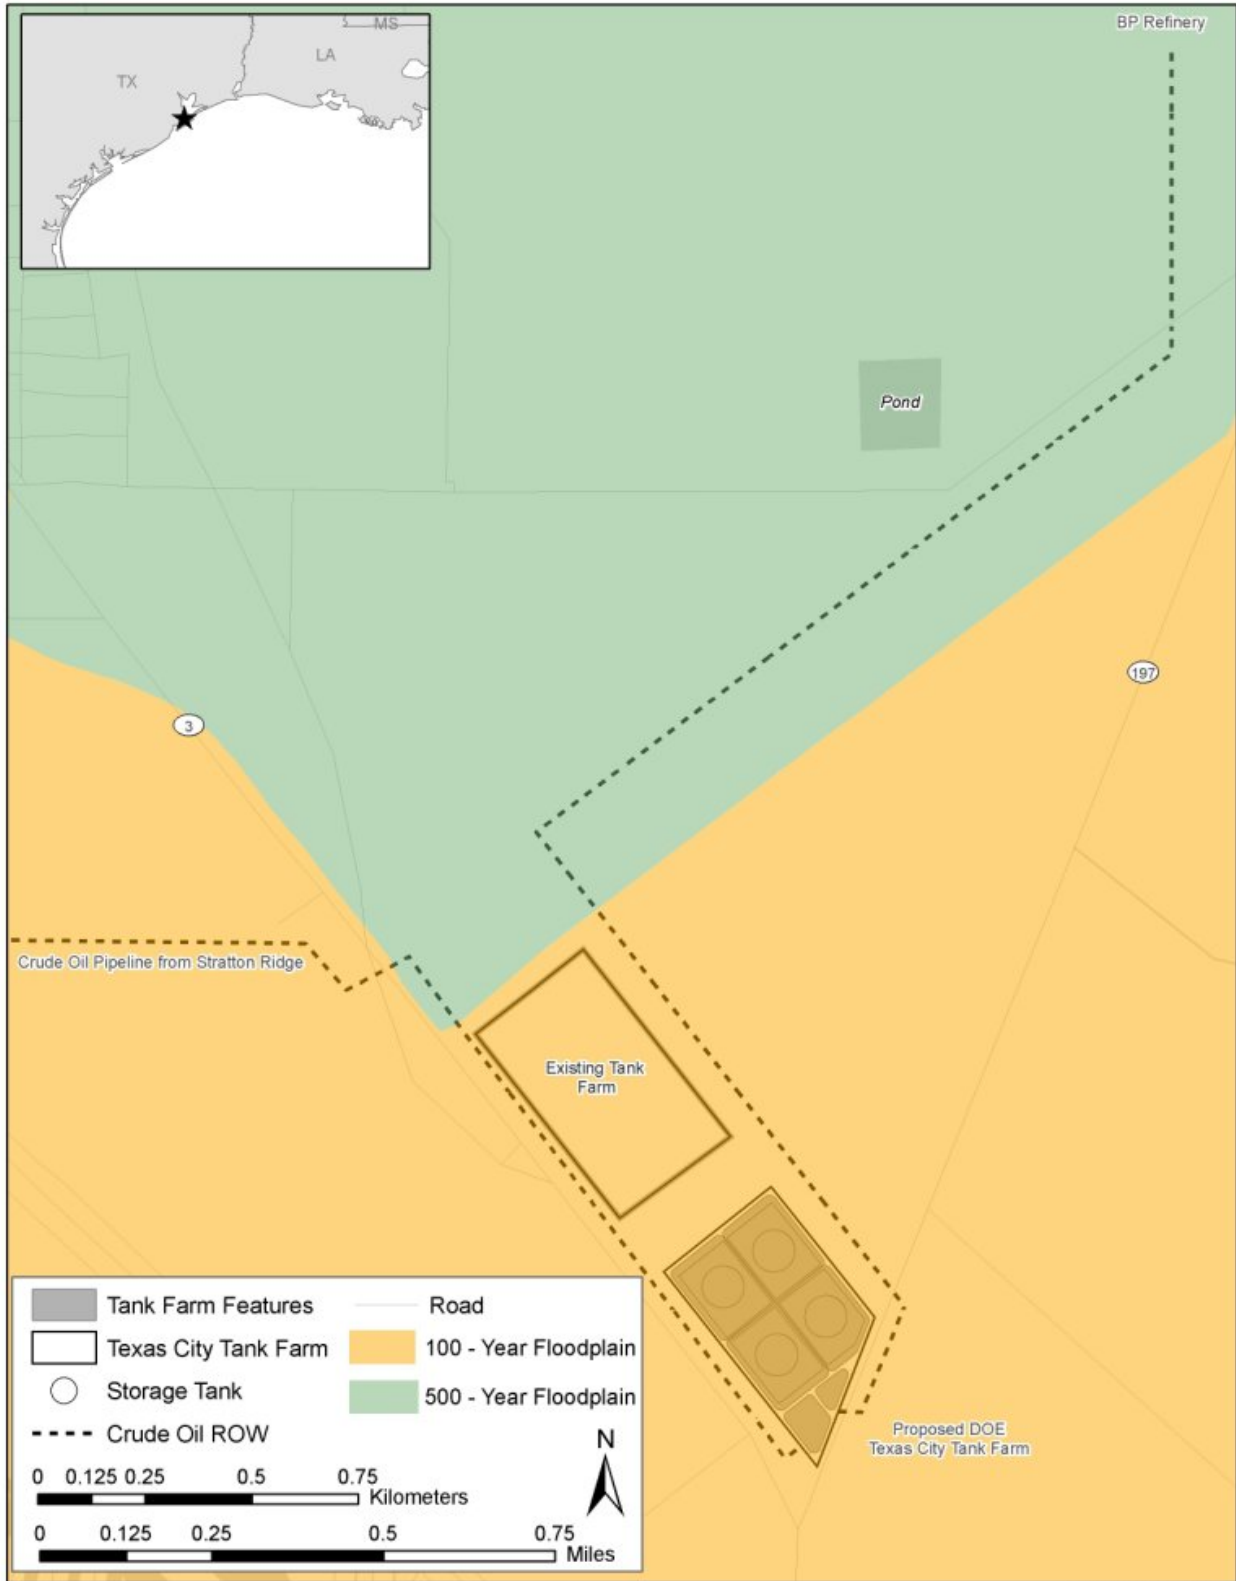 MS
LA
TX
BP Refinery
Pond
197
3
Crude Oil Pipeline from Stratton Ridge
Existing Tank
Farm
Proposed DOE
Texas City Tank Farm
Tank Farm Features
Road
Texas City Tank Farm
100 - Year Floodplain
Storage Tank
500 - Year Floodplain
Crude Oil ROW
N
0 0.125 0.25 0.5 0.75
Kilometers
0 0.125 0.25 0.5 0.75
Miles